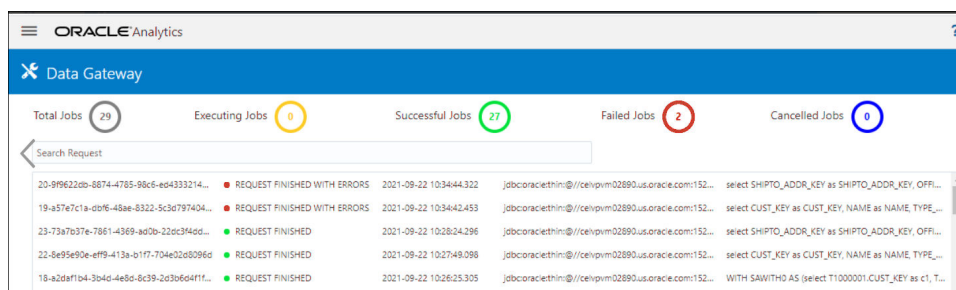 ORACLE Analytics ?
Data Gateway
Total Jobs 29 Executing Jobs 0 Successful Jobs 27 Failed Jobs 2 Cancelled Jobs 0
Search Request
20-9f9622db-8874-4785-98c6-ed4333214... REQUEST FINISHED WITH ERRORS 2021-09-22 10:34:44.322 jdbc:oracle:thin:@//celvpvm02890.us.oracle.com:152... select SHIPTO_ADDR_KEY as SHIPTO_ADDR_KEY, OFFI...
19-a57e7c1a-dbf6-48ae-8322-5c3d797404... REQUEST FINISHED WITH ERRORS 2021-09-22 10:34:42.453 jdbc:oracle:thin:@//celvpvm02890.us.oracle.com:152... select CUST_KEY as CUST_KEY, NAME as NAME, TYPE_...
23-73a7b37e-7861-4369-ad0b-22dc3f4dd... REQUEST FINISHED 2021-09-22 10:28:24.296 jdbc:oracle:thin:@//celvpvm02890.us.oracle.com:152... select SHIPTO_ADDR_KEY as SHIPTO_ADDR_KEY, OFFI...
22-8e95e90e-eff9-413a-b1f7-704e02d8096d REQUEST FINISHED 2021-09-22 10:27:49.098 jdbc:oracle:thin:@//celvpvm02890.us.oracle.com:152... select CUST_KEY as CUST_KEY, NAME as NAME, TYPE_...
18-a2daf1b4-3b4d-4e8d-8c39-2d3b6d4f1f... REQUEST FINISHED 2021-09-22 10:26:25.305 jdbc:oracle:thin:@//celvpvm02890.us.oracle.com:152... WITH SAWITH0 AS (select T1000001.CUST_KEY as c1, T...